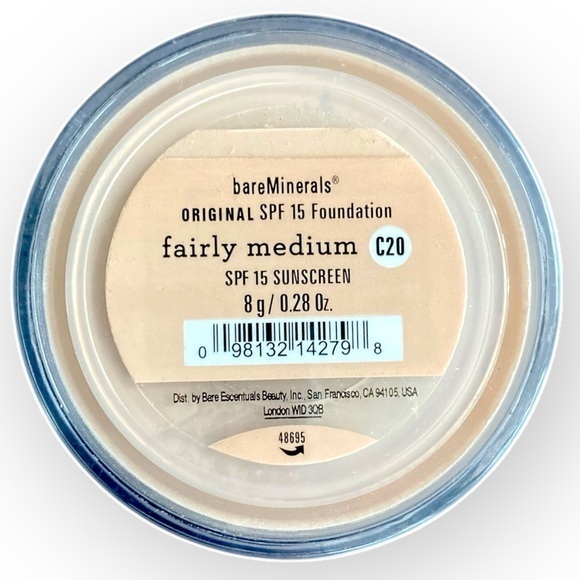 bareMinerals®
ORIGINAL SPF 15 Foundation
fairly medium C20
SPF 15 SUNSCREEN
8 g / 0.28 Oz.
0 98132 14279 8
Dist. by Bare Escentuals Beauty, Inc., San Francisco, CA 94105, USA
London W1D 3QB
48695